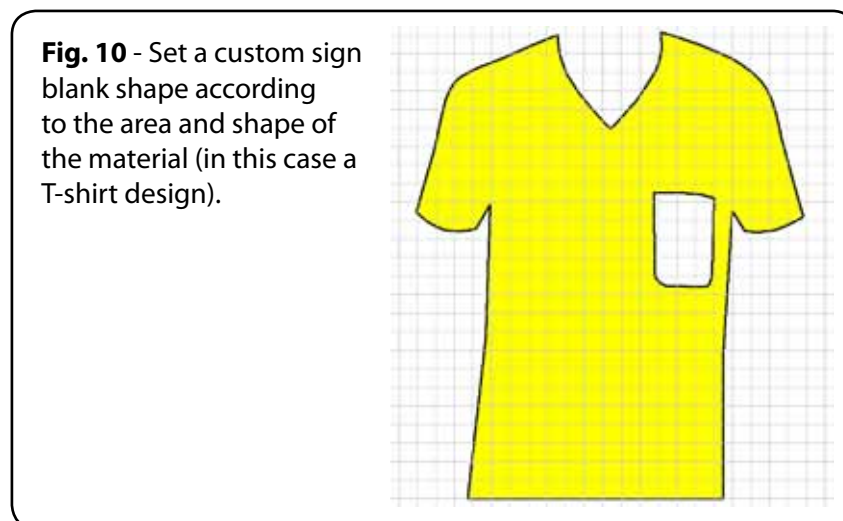 Fig. 10 - Set a custom sign
blank shape according
to the area and shape of
the material (in this case a
T-shirt design).